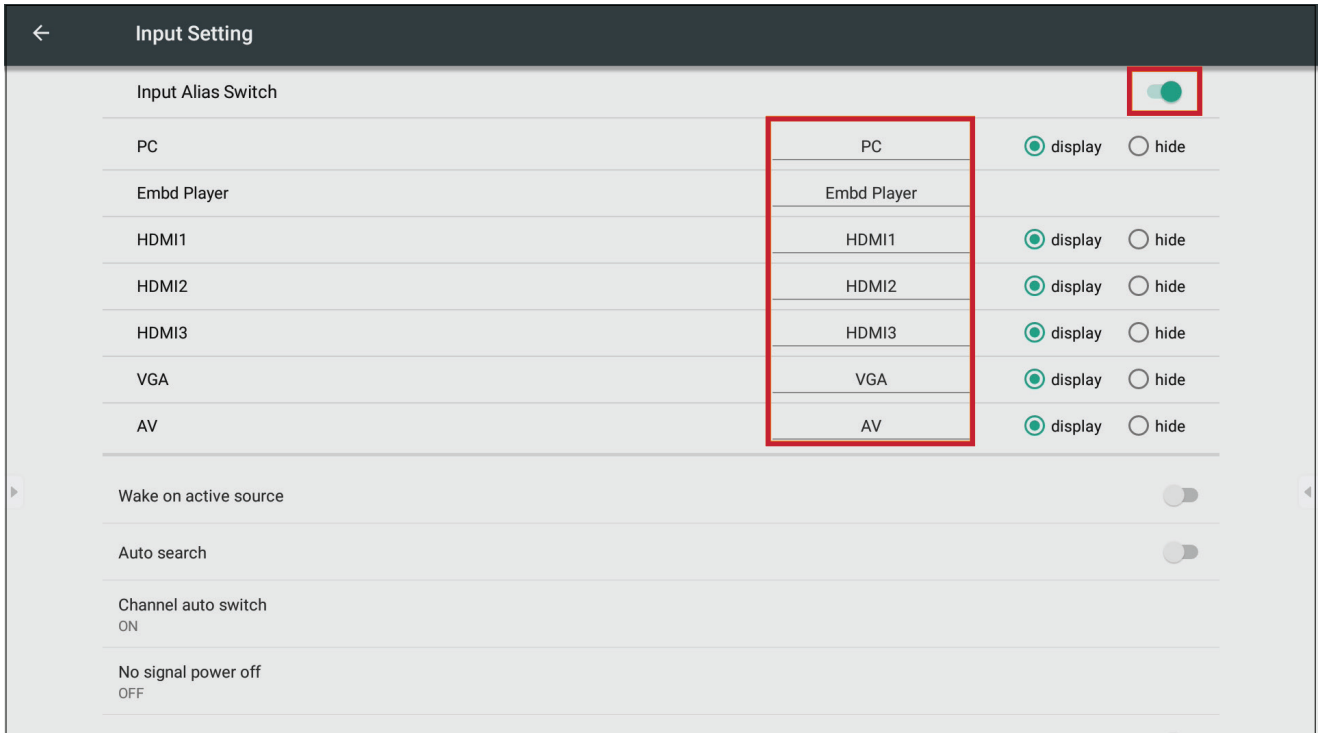 Input Setting
Input Alias Switch
PC PC display hide
Embd Player Embd Player
HDMI1 HDMI1 display hide
HDMI2 HDMI2 display hide
HDMI3 HDMI3 display hide
VGA VGA display hide
AV AV display hide
Wake on active source
Auto search
Channel auto switch
ON
No signal power off
OFF